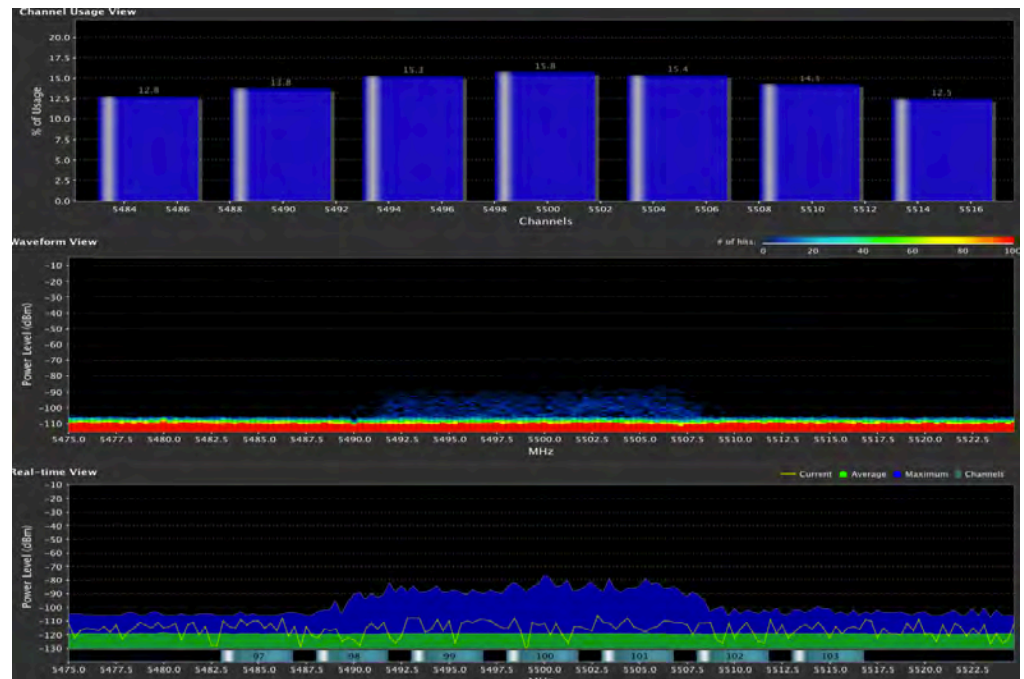 Channel Usage View
20.0
17.5
15.0
12.5
10.0
7.5
5.0
2.5
0.0
% of Usage
12.8 13.8 15.2 15.8 15.4 12.5
5484 5486 5488 5490 5492 5494 5496 5498 5500 5502 5504 5506 5508 5510 5512 5514 5516
Channels
Waveform View
# of hits:
0 20 40 60 80 100
-10
-20
-30
-40
-50
-60
-70
-80
-90
-100
-110
Power Level (dBm)
5475.0 5477.5 5480.0 5482.5 5485.0 5487.5 5490.0 5492.5 5495.0 5497.5 5500.0 5502.5 5505.0 5507.5 5510.0 5512.5 5515.0 5517.5 5520.0 5522.5
MHz
Real-time View
Current Average Maximum Channels
-10
-20
-30
-40
-50
-60
-70
-80
-90
-100
-110
-120
-130
Power Level (dBm)
97 98 99 100 101 102 103
5475.0 5477.5 5480.0 5482.5 5485.0 5487.5 5490.0 5492.5 5495.0 5497.5 5500.0 5502.5 5505.0 5507.5 5510.0 5512.5 5515.0 5517.5 5520.0 5522.5